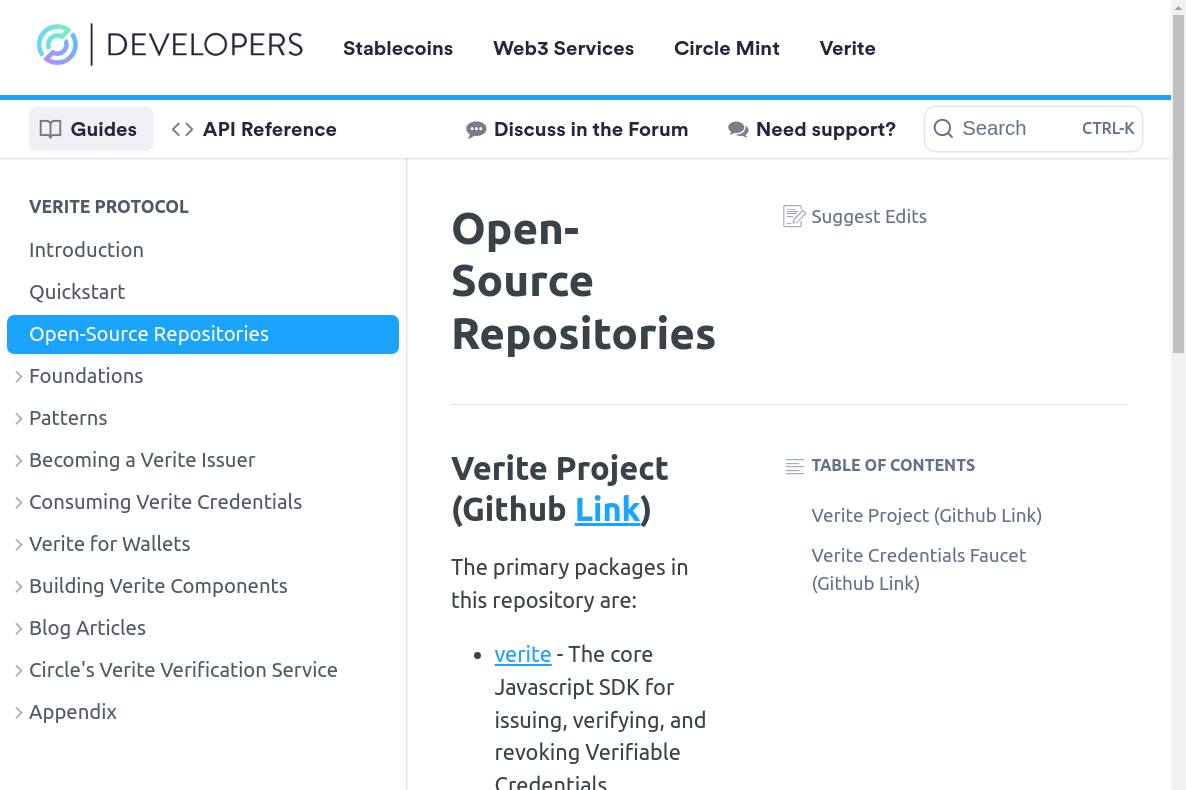 DEVELOPERS
Stablecoins
Web3 Services
Circle Mint
Verite
Guides
API Reference
Discuss in the Forum
Need support?
Search
CTRL-K
VERITE PROTOCOL
Introduction
Quickstart
Open-Source Repositories
Foundations
Patterns
Becoming a Verite Issuer
Consuming Verite Credentials
Verite for Wallets
Building Verite Components
Blog Articles
Circle's Verite Verification Service
Appendix
Open-
Source
Repositories
Suggest Edits
Verite Project
(Github Link)
The primary packages in
this repository are:
verite - The core
Javascript SDK for
issuing, verifying, and
revoking Verifiable
Credentials
TABLE OF CONTENTS
Verite Project (Github Link)
Verite Credentials Faucet
(Github Link)